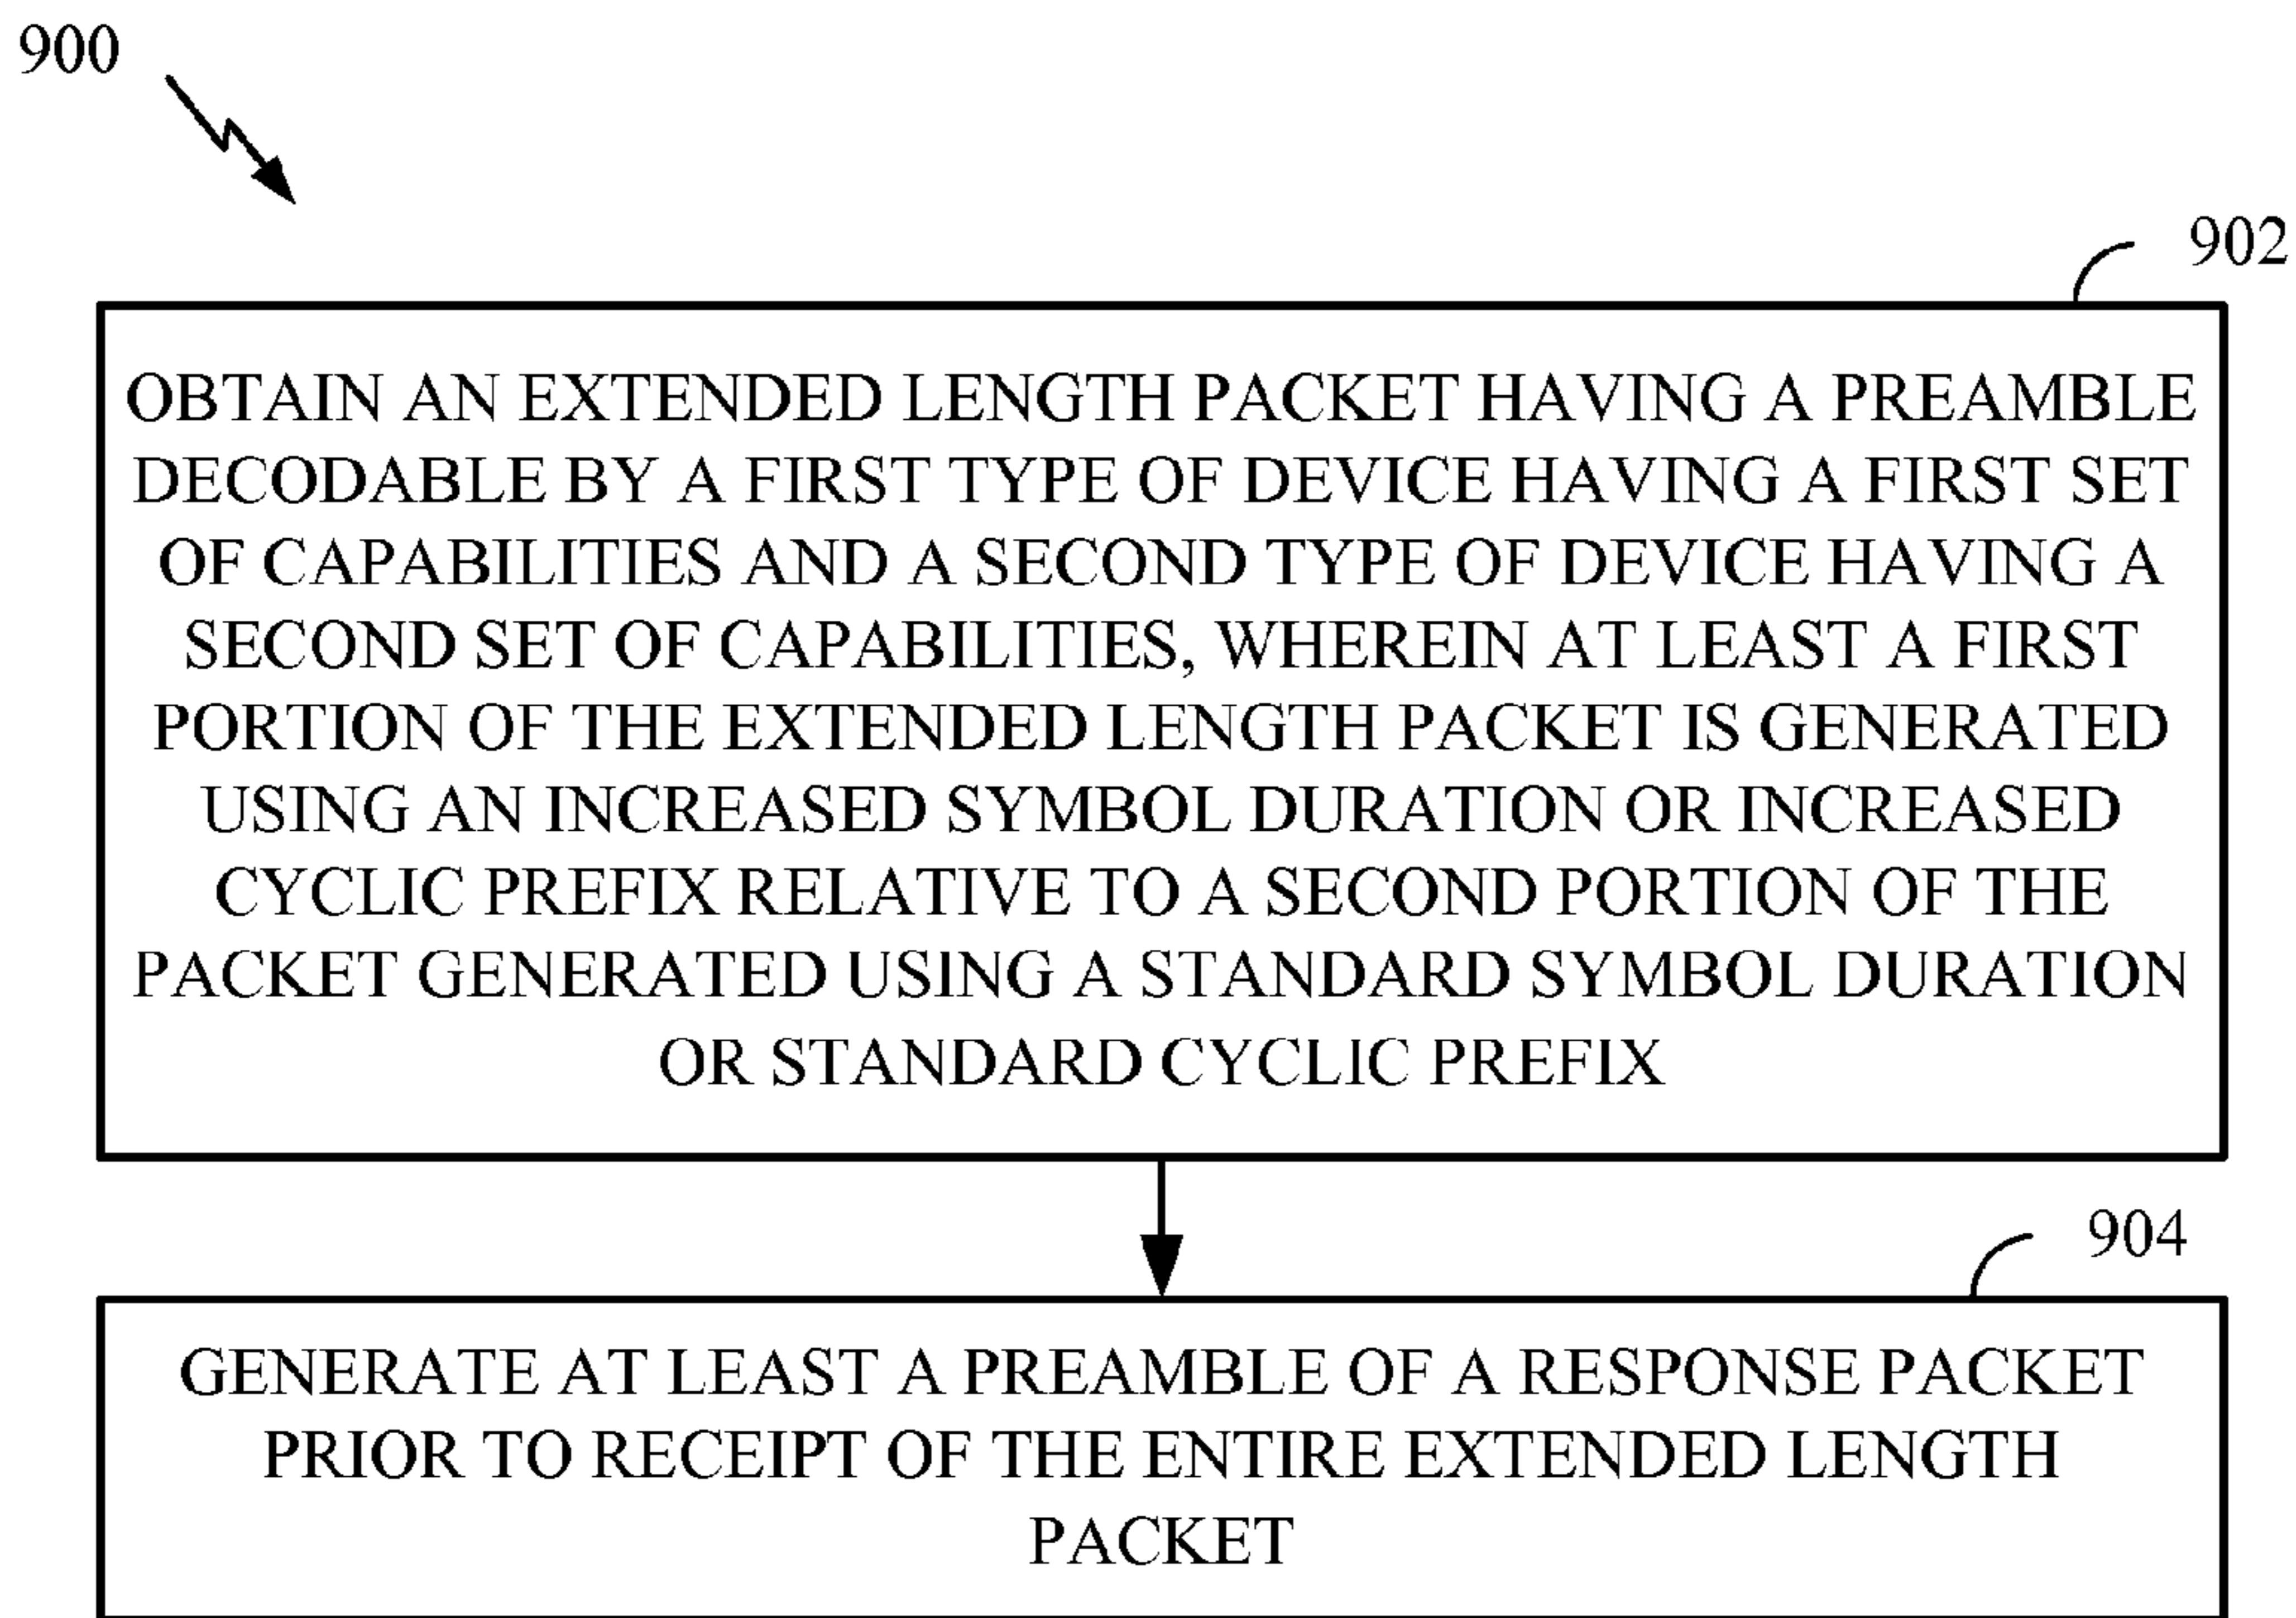 900
902
OBTAIN AN EXTENDED LENGTH PACKET HAVING A PREAMBLE
DECODABLE BY A FIRST TYPE OF DEVICE HAVING A FIRST SET
OF CAPABILITIES AND A SECOND TYPE OF DEVICE HAVING A
SECOND SET OF CAPABILITIES, WHEREIN AT LEAST A FIRST
PORTION OF THE EXTENDED LENGTH PACKET IS GENERATED
USING AN INCREASED SYMBOL DURATION OR INCREASED
CYCLIC PREFIX RELATIVE TO A SECOND PORTION OF THE
PACKET GENERATED USING A STANDARD SYMBOL DURATION
OR STANDARD CYCLIC PREFIX
904
GENERATE AT LEAST A PREAMBLE OF A RESPONSE PACKET
PRIOR TO RECEIPT OF THE ENTIRE EXTENDED LENGTH
PACKET